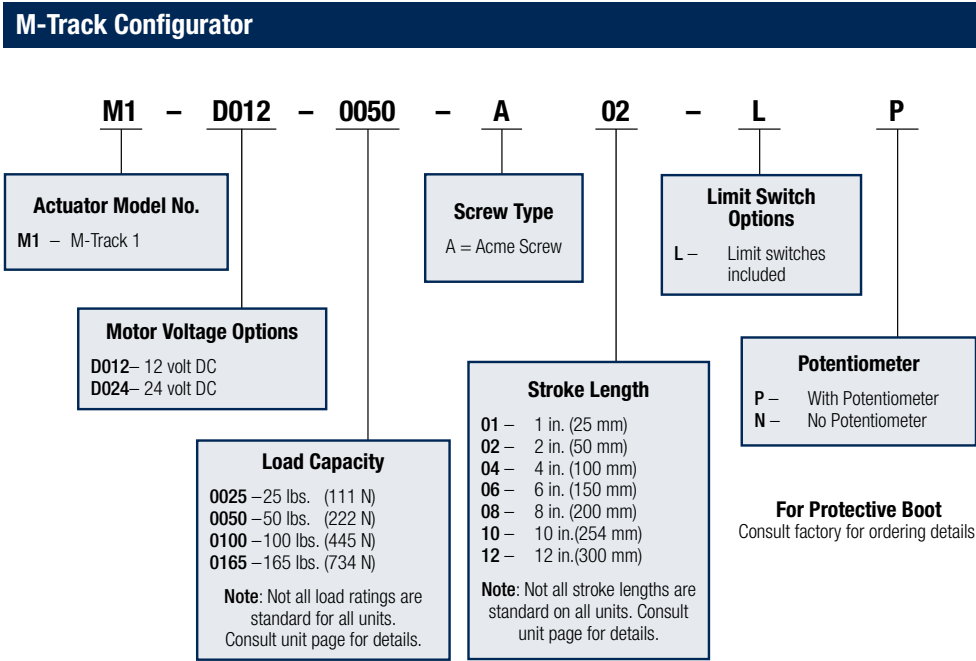 M-Track Configurator
M1 – D012 – 0050 – A 02 – L P
Actuator Model No.
M1 – M-Track 1
Motor Voltage Options
D012– 12 volt DC
D024– 24 volt DC
Load Capacity
0025 –25 lbs. (111 N)
0050 –50 lbs. (222 N)
0100 –100 lbs. (445 N)
0165 –165 lbs. (734 N)
Note: Not all load ratings are
standard for all units.
Consult unit page for details.
Screw Type
A = Acme Screw
Stroke Length
01 – 1 in. (25 mm)
02 – 2 in. (50 mm)
04 – 4 in. (100 mm)
06 – 6 in. (150 mm)
08 – 8 in. (200 mm)
10 – 10 in.(254 mm)
12 – 12 in.(300 mm)
Note: Not all stroke lengths are
standard on all units. Consult
unit page for details.
Limit Switch
Options
L – Limit switches
included
Potentiometer
P – With Potentiometer
N – No Potentiometer
For Protective Boot
Consult factory for ordering details